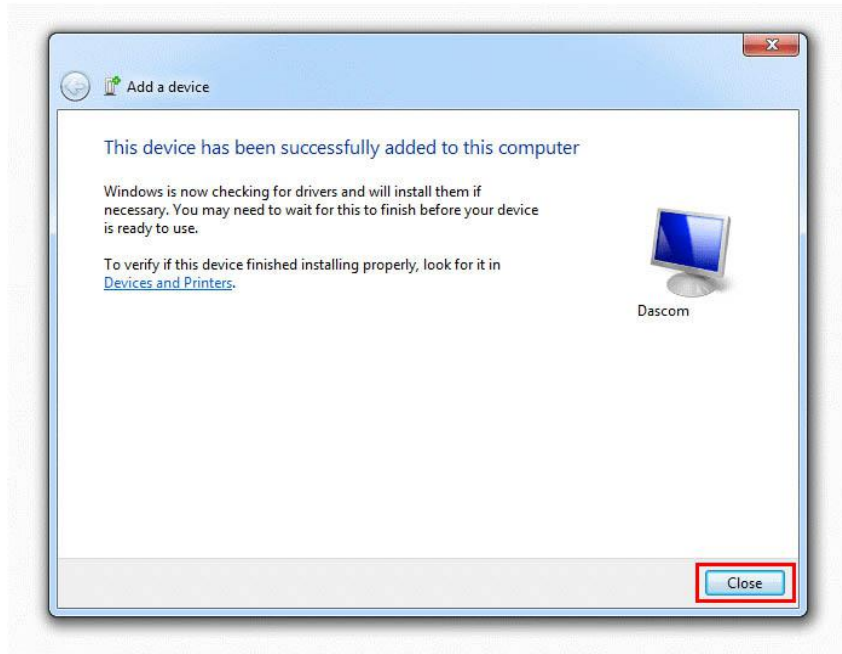 Add a device
This device has been successfully added to this computer
Windows is now checking for drivers and will install them if
necessary. You may need to wait for this to finish before your device
is ready to use.
To verify if this device finished installing properly, look for it in
Devices and Printers.
Dascom
Close